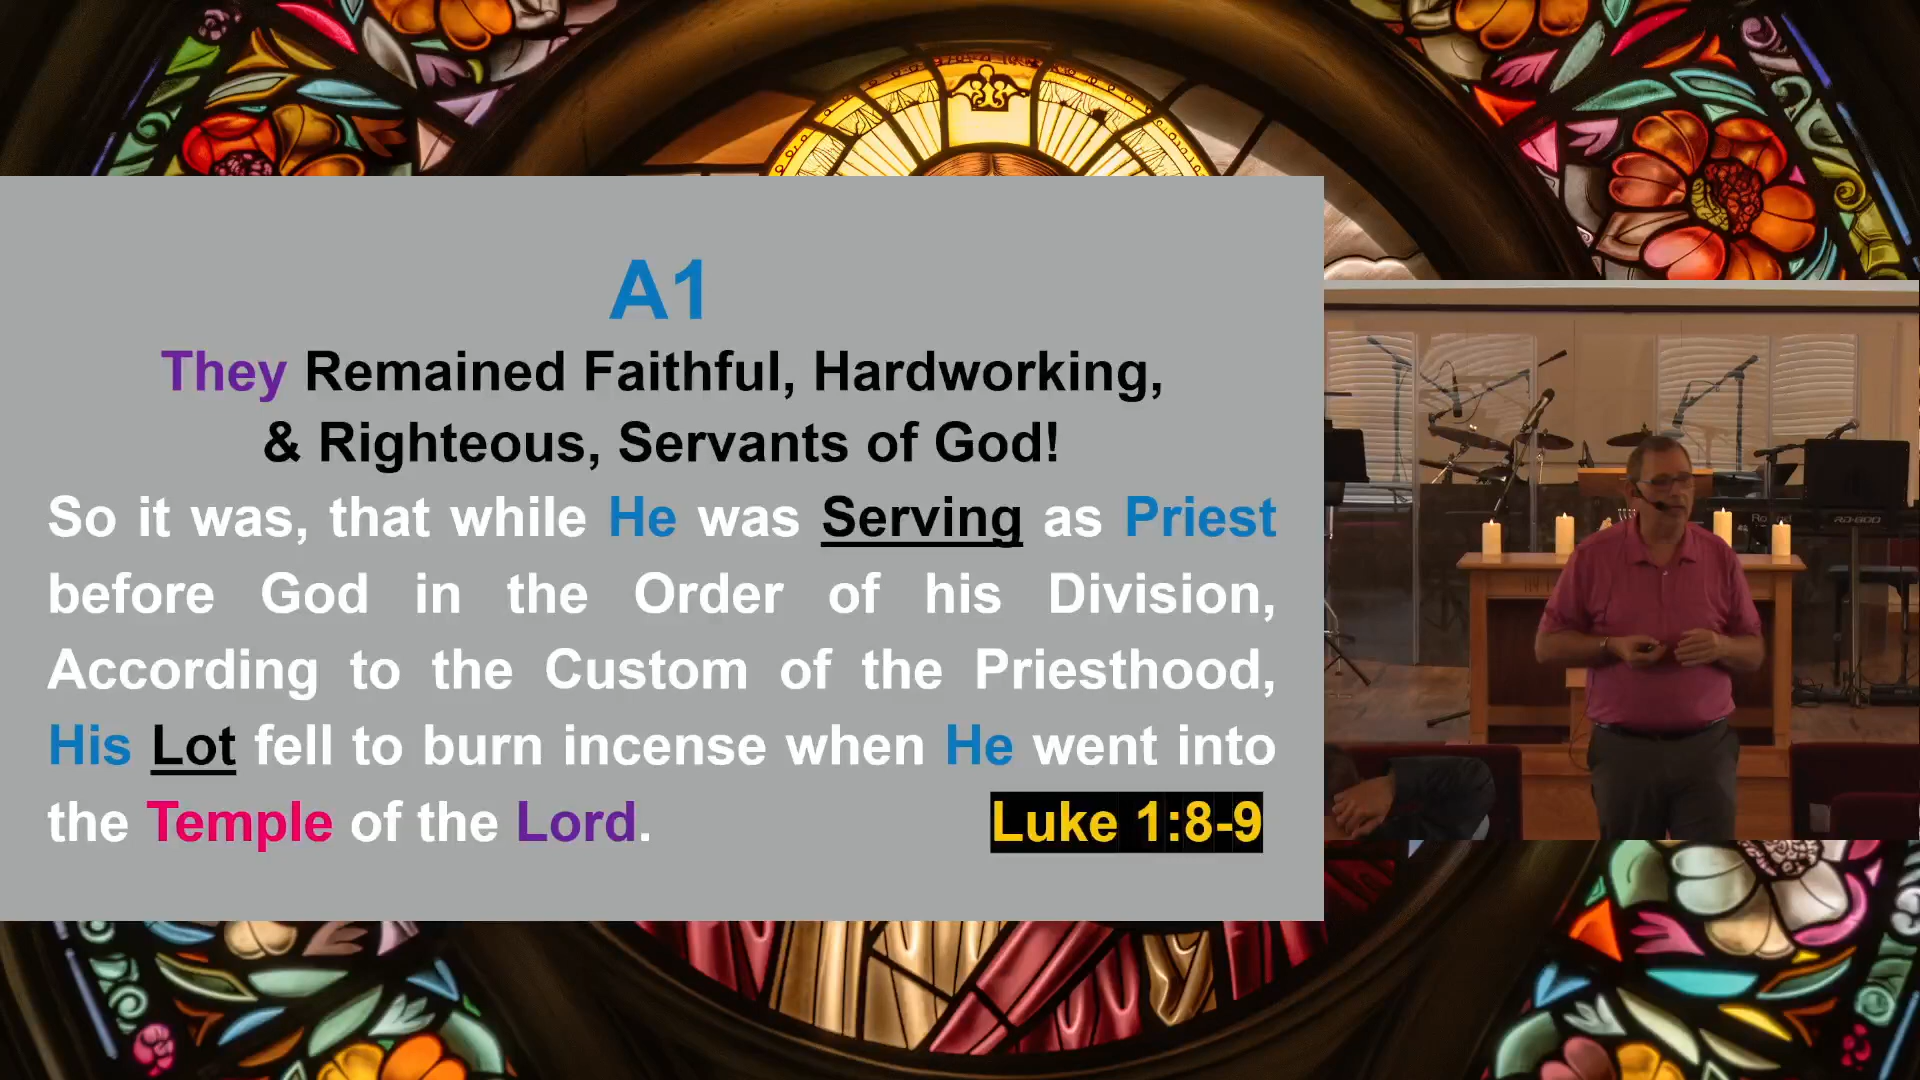 A1
They Remained Faithful, Hardworking,
& Righteous, Servants of God!
So it was, that while He was Serving as Priest
before God in the Order of his Division,
According to the Custom of the Priesthood,
His Lot fell to burn incense when He went into
the Temple of the Lord. Luke 1:8-9
RD-800